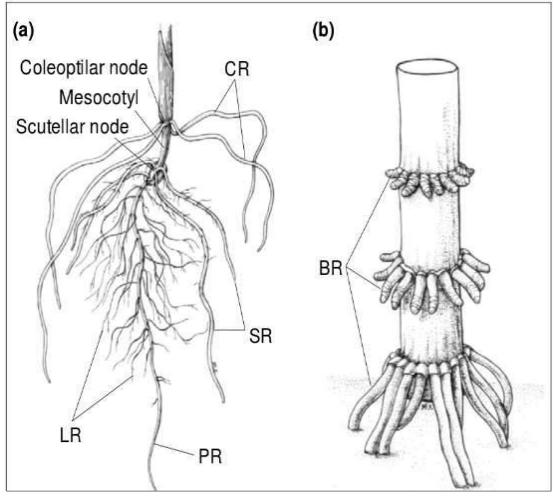 (a)
Coleoptilar node
Mesocotyl
Scutellar node
CR
SR
LR
PR
(b)
BR